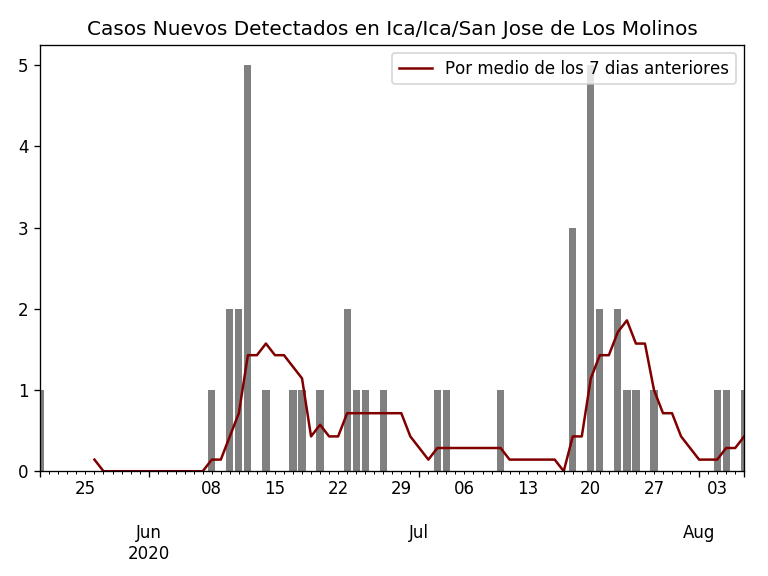 Casos Nuevos Detectados en Ica/Ica/San Jose de Los Molinos
Por medio de los 7 dias anteriores
5
4
3
2
1
0
25 08 15 22 29 06 13 20 27 03
Jun Jul Aug
2020